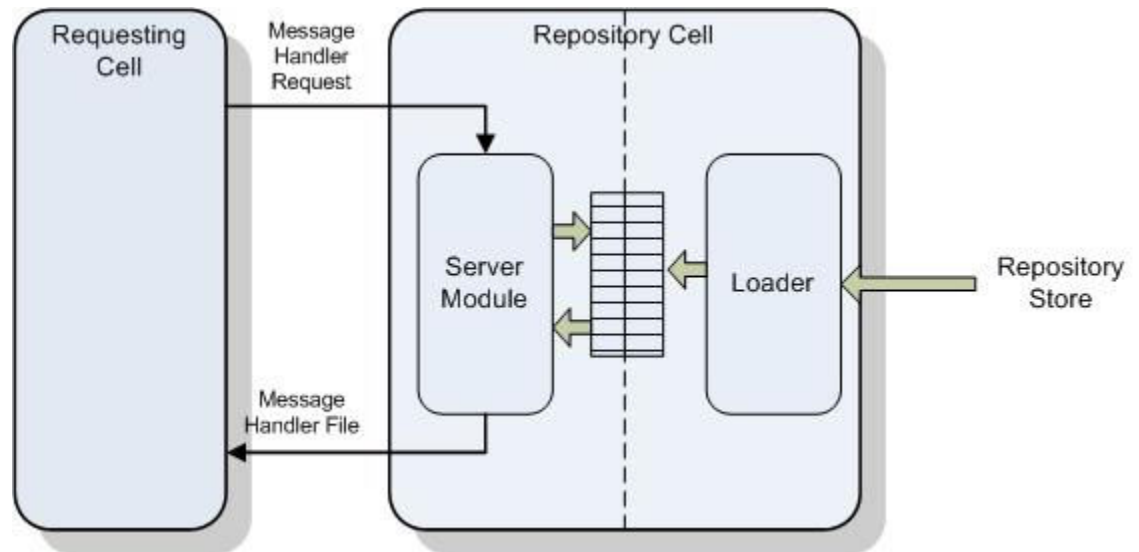 Requesting
Cell
Message
Handler
Request
Repository Cell
Server
Module
Loader
Repository
Store
Message
Handler File